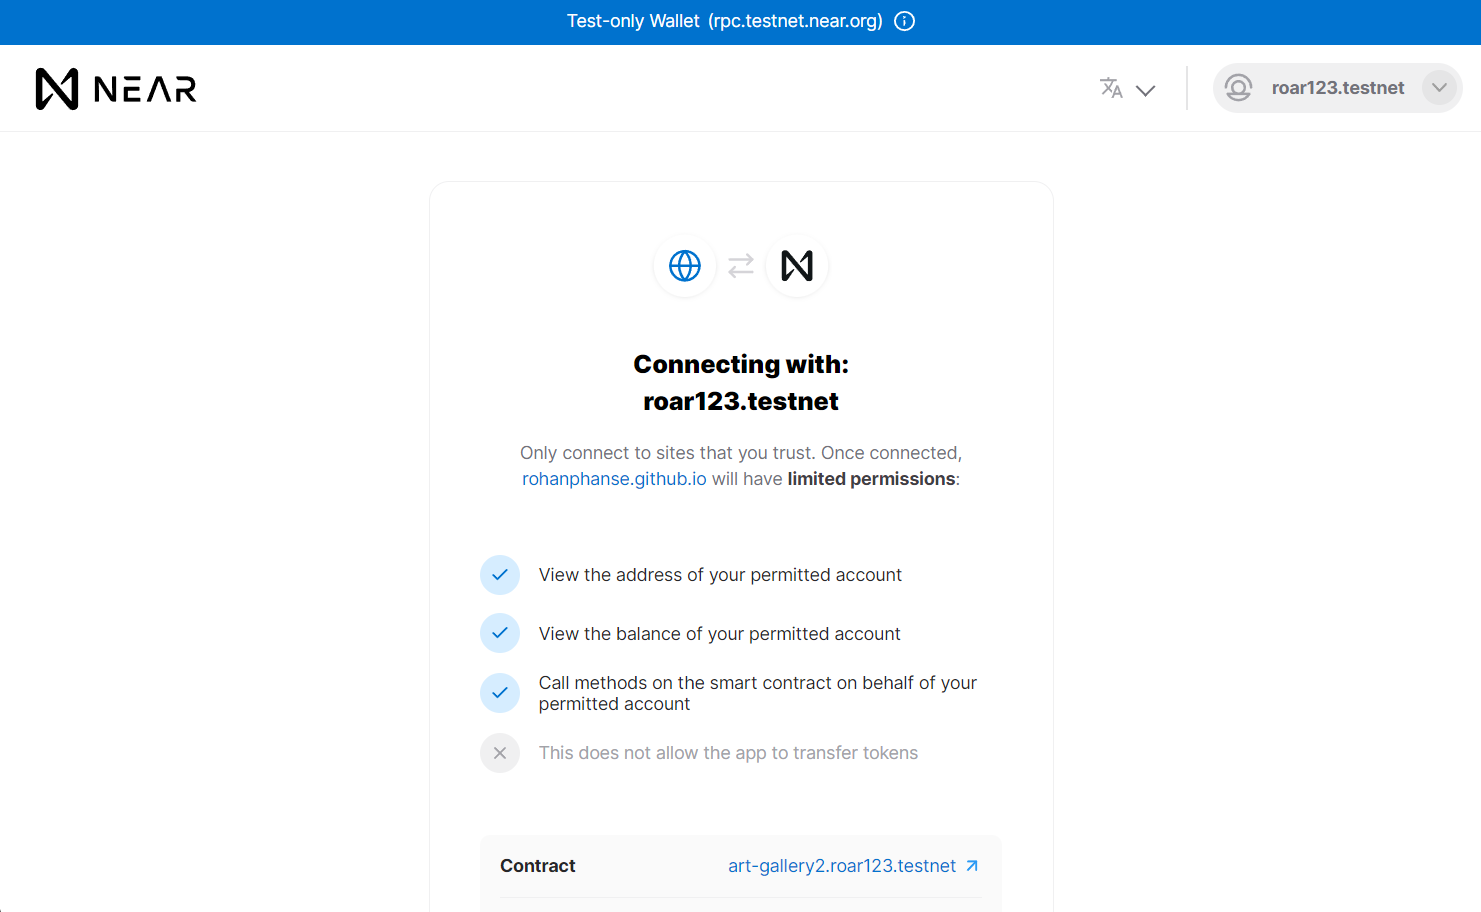 Test-only Wallet (rpc.testnet.near.org)
NEAR
roar123.testnet
Connecting with:
roar123.testnet
Only connect to sites that you trust. Once connected,
rohanphanse.github.io will have limited permissions:
View the address of your permitted account
View the balance of your permitted account
Call methods on the smart contract on behalf of your
permitted account
This does not allow the app to transfer tokens
Contract art-gallery2.roar123.testnet